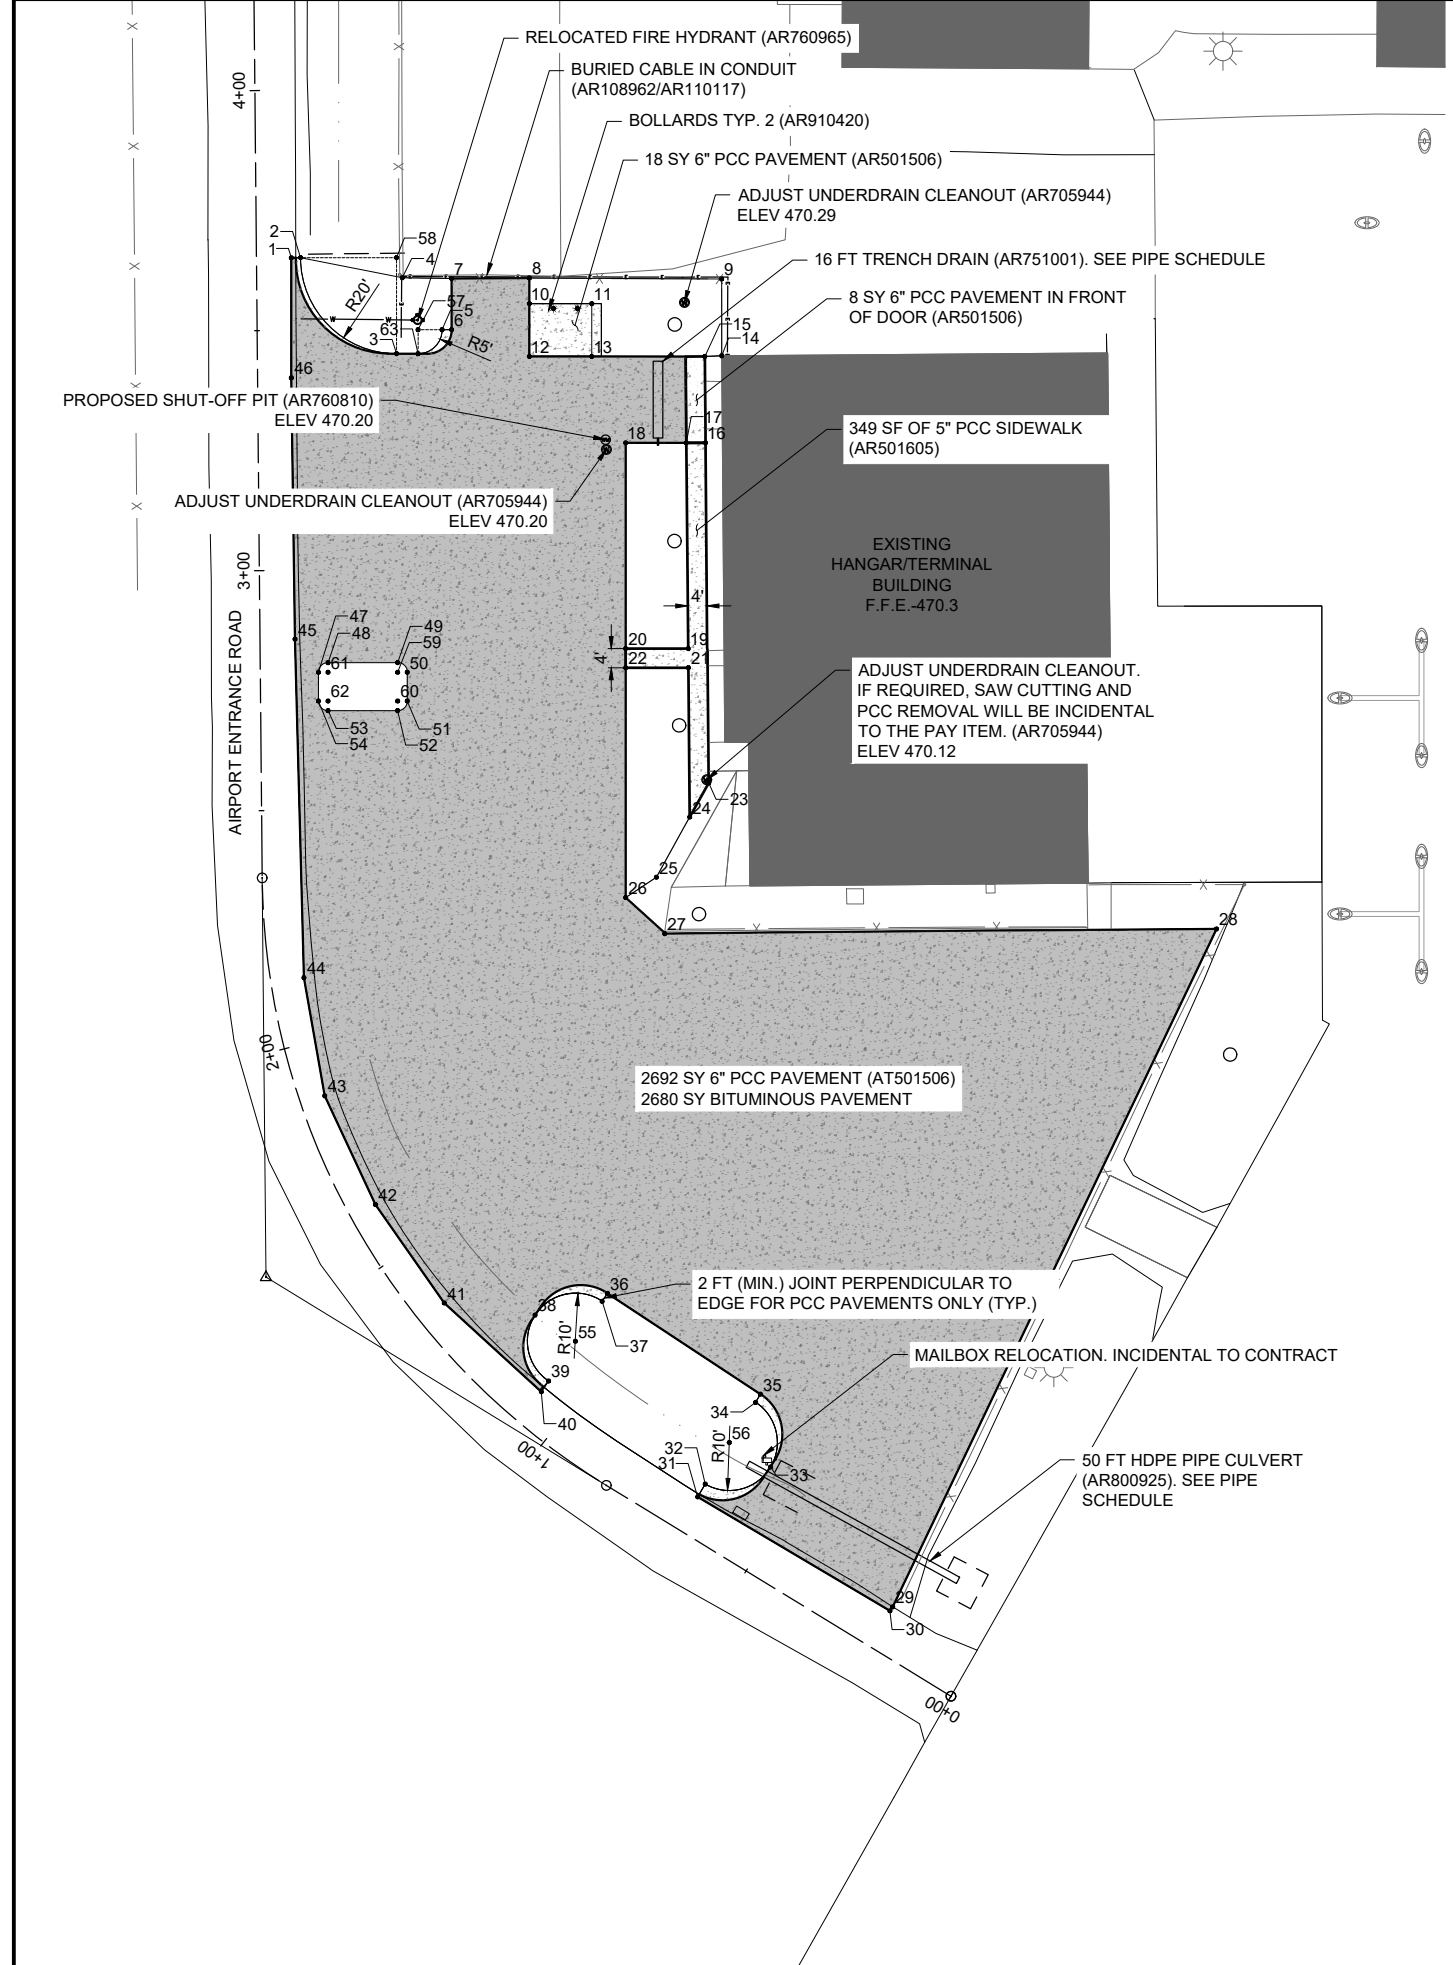 RELOCATED FIRE HYDRANT (AR760965)
BURIED CABLE IN CONDUIT
(AR108962/AR110117)
BOLLARDS TYP. 2 (AR910420)
18 SY 6" PCC PAVEMENT (AR501506)
ADJUST UNDERDRAIN CLEANOUT (AR705944)
ELEV 470.29
16 FT TRENCH DRAIN (AR751001). SEE PIPE SCHEDULE
8 SY 6" PCC PAVEMENT IN FRONT
OF DOOR (AR501506)
4+00
2
1
58
4
7
8
9
10
11
57
5
6
63
3
R20'
R5'
12
13
15
14
W
W
46
PROPOSED SHUT-OFF PIT (AR760810)
ELEV 470.20
17
16
18
349 SF OF 5" PCC SIDEWALK
(AR501605)
ADJUST UNDERDRAIN CLEANOUT (AR705944)
ELEV 470.20
3+00
EXISTING
HANGAR/TERMINAL
BUILDING
F.F.E.-470.3
4'
AIRPORT ENTRANCE ROAD
45
47
48
49
59
61
50
62
60
53
54
51
52
20
19
22
21
4'
ADJUST UNDERDRAIN CLEANOUT.
IF REQUIRED, SAW CUTTING AND
PCC REMOVAL WILL BE INCIDENTAL
TO THE PAY ITEM. (AR705944)
ELEV 470.12
23
24
25
26
27
28
44
2+00
43
2692 SY 6" PCC PAVEMENT (AT501506)
2680 SY BITUMINOUS PAVEMENT
42
41
36
38
2 FT (MIN.) JOINT PERPENDICULAR TO
EDGE FOR PCC PAVEMENTS ONLY (TYP.)
55
R10'
37
39
40
MAILBOX RELOCATION. INCIDENTAL TO CONTRACT
35
34
56
R10'
32
31
33
1+00
50 FT HDPE PIPE CULVERT
(AR800925). SEE PIPE
SCHEDULE
29
30
0+00